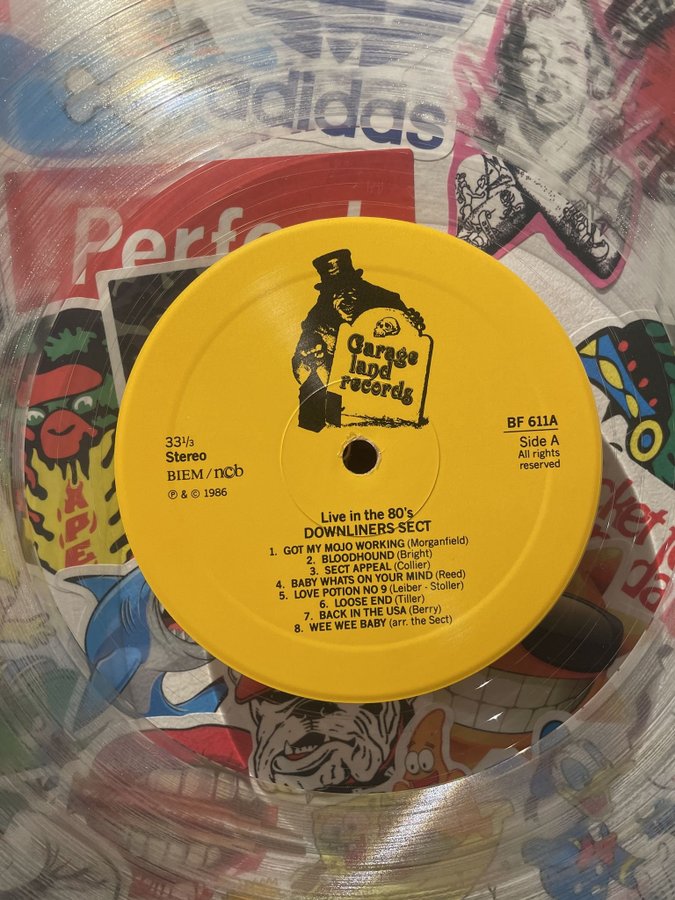 adidas
Perfect
Garage
land
records
33⅓
Stereo
BIEM / ncb
℗ & © 1986
BF 611A
Side A
All rights
reserved
Live in the 80's
DOWNLINERS SECT
1. GOT MY MOJO WORKING (Morganfield)
2. BLOODHOUND (Bright)
3. SECT APPEAL (Collier)
4. BABY WHATS ON YOUR MIND (Reed)
5. LOVE POTION NO 9 (Leiber - Stoller)
6. LOOSE END (Tiller)
7. BACK IN THE USA (Berry)
8. WEE WEE BABY (arr. the Sect)